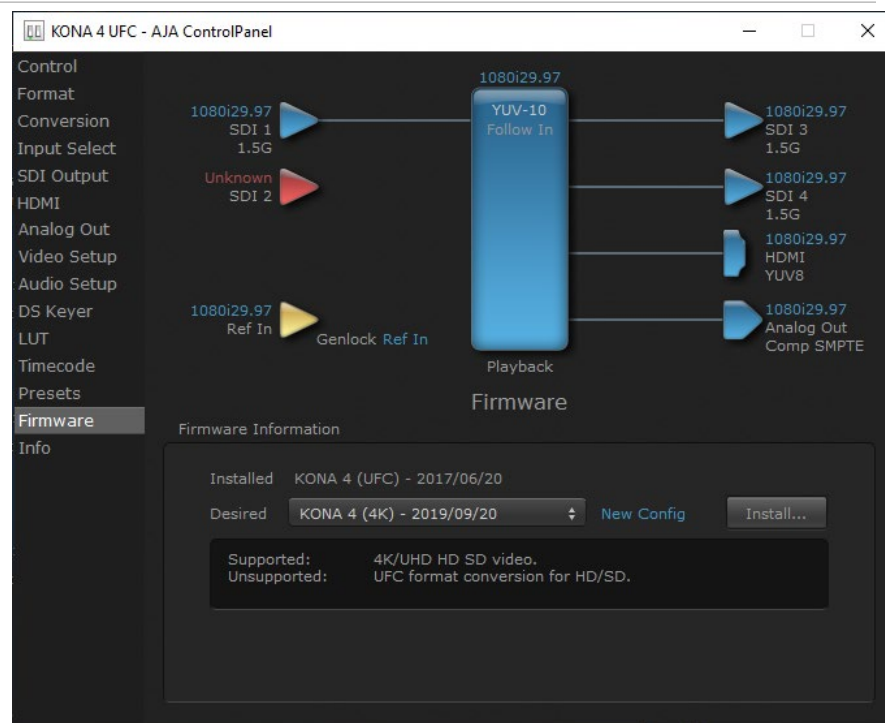 KONA 4 UFC - AJA ControlPanel
Control
Format
Conversion
Input Select
SDI Output
HDMI
Analog Out
Video Setup
Audio Setup
DS Keyer
LUT
Timecode
Presets
Firmware
Info
1080i29.97
YUV-10
Follow In
Playback
1080i29.97
SDI 1
1.5G
Unknown
SDI 2
1080i29.97
Ref In
Genlock Ref In
1080i29.97
SDI 3
1.5G
1080i29.97
SDI 4
1.5G
1080i29.97
HDMI
YUV8
1080i29.97
Analog Out
Comp SMPTE
Firmware
Firmware Information
Installed KONA 4 (UFC) - 2017/06/20
Desired KONA 4 (4K) - 2019/09/20 New Config Install...
Supported: 4K/UHD HD SD video.
Unsupported: UFC format conversion for HD/SD.